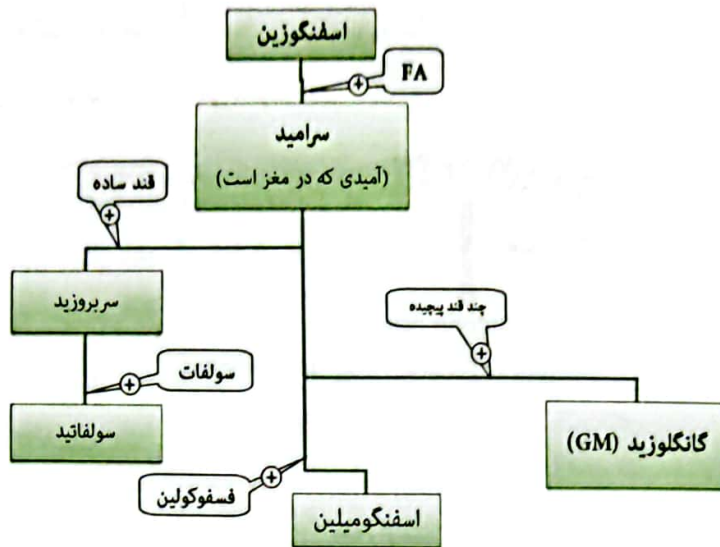 اسفنگوزین
+
FA
سرامید
(آمیدی که در مغز است)
قند ساده
+
سربروزید
چند قند پیچیده
+
سولفات
+
سولفاتید
گانگلوزید (GM)
فسفوکولین
+
اسفنگومیلین